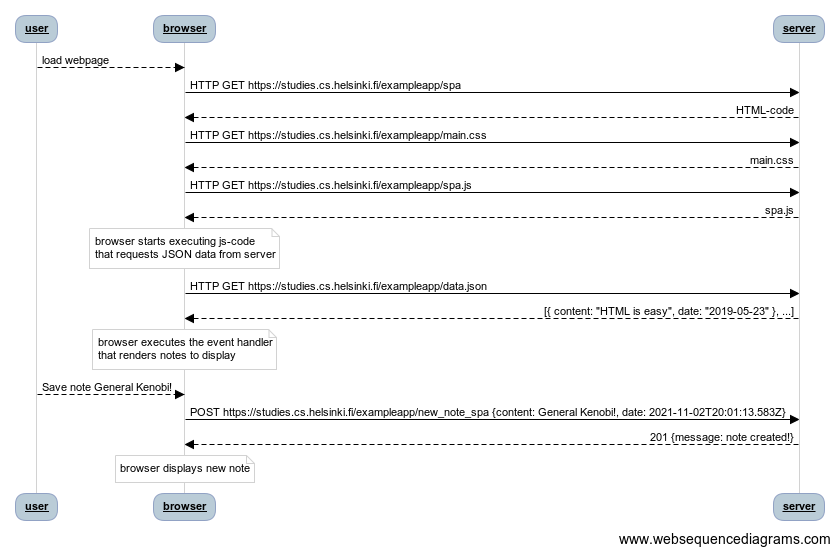 user browser server
load webpage
HTTP GET https://studies.cs.helsinki.fi/exampleapp/spa
HTML-code
HTTP GET https://studies.cs.helsinki.fi/exampleapp/main.css
main.css
HTTP GET https://studies.cs.helsinki.fi/exampleapp/spa.js
spa.js
browser starts executing js-code
that requests JSON data from server
HTTP GET https://studies.cs.helsinki.fi/exampleapp/data.json
[{ content: "HTML is easy", date: "2019-05-23" }, ...]
browser executes the event handler
that renders notes to display
Save note General Kenobi!
POST https://studies.cs.helsinki.fi/exampleapp/new_note_spa {content: General Kenobi!, date: 2021-11-02T20:01:13.583Z}
201 {message: note created!}
browser displays new note
user browser server
www.websequencediagrams.com